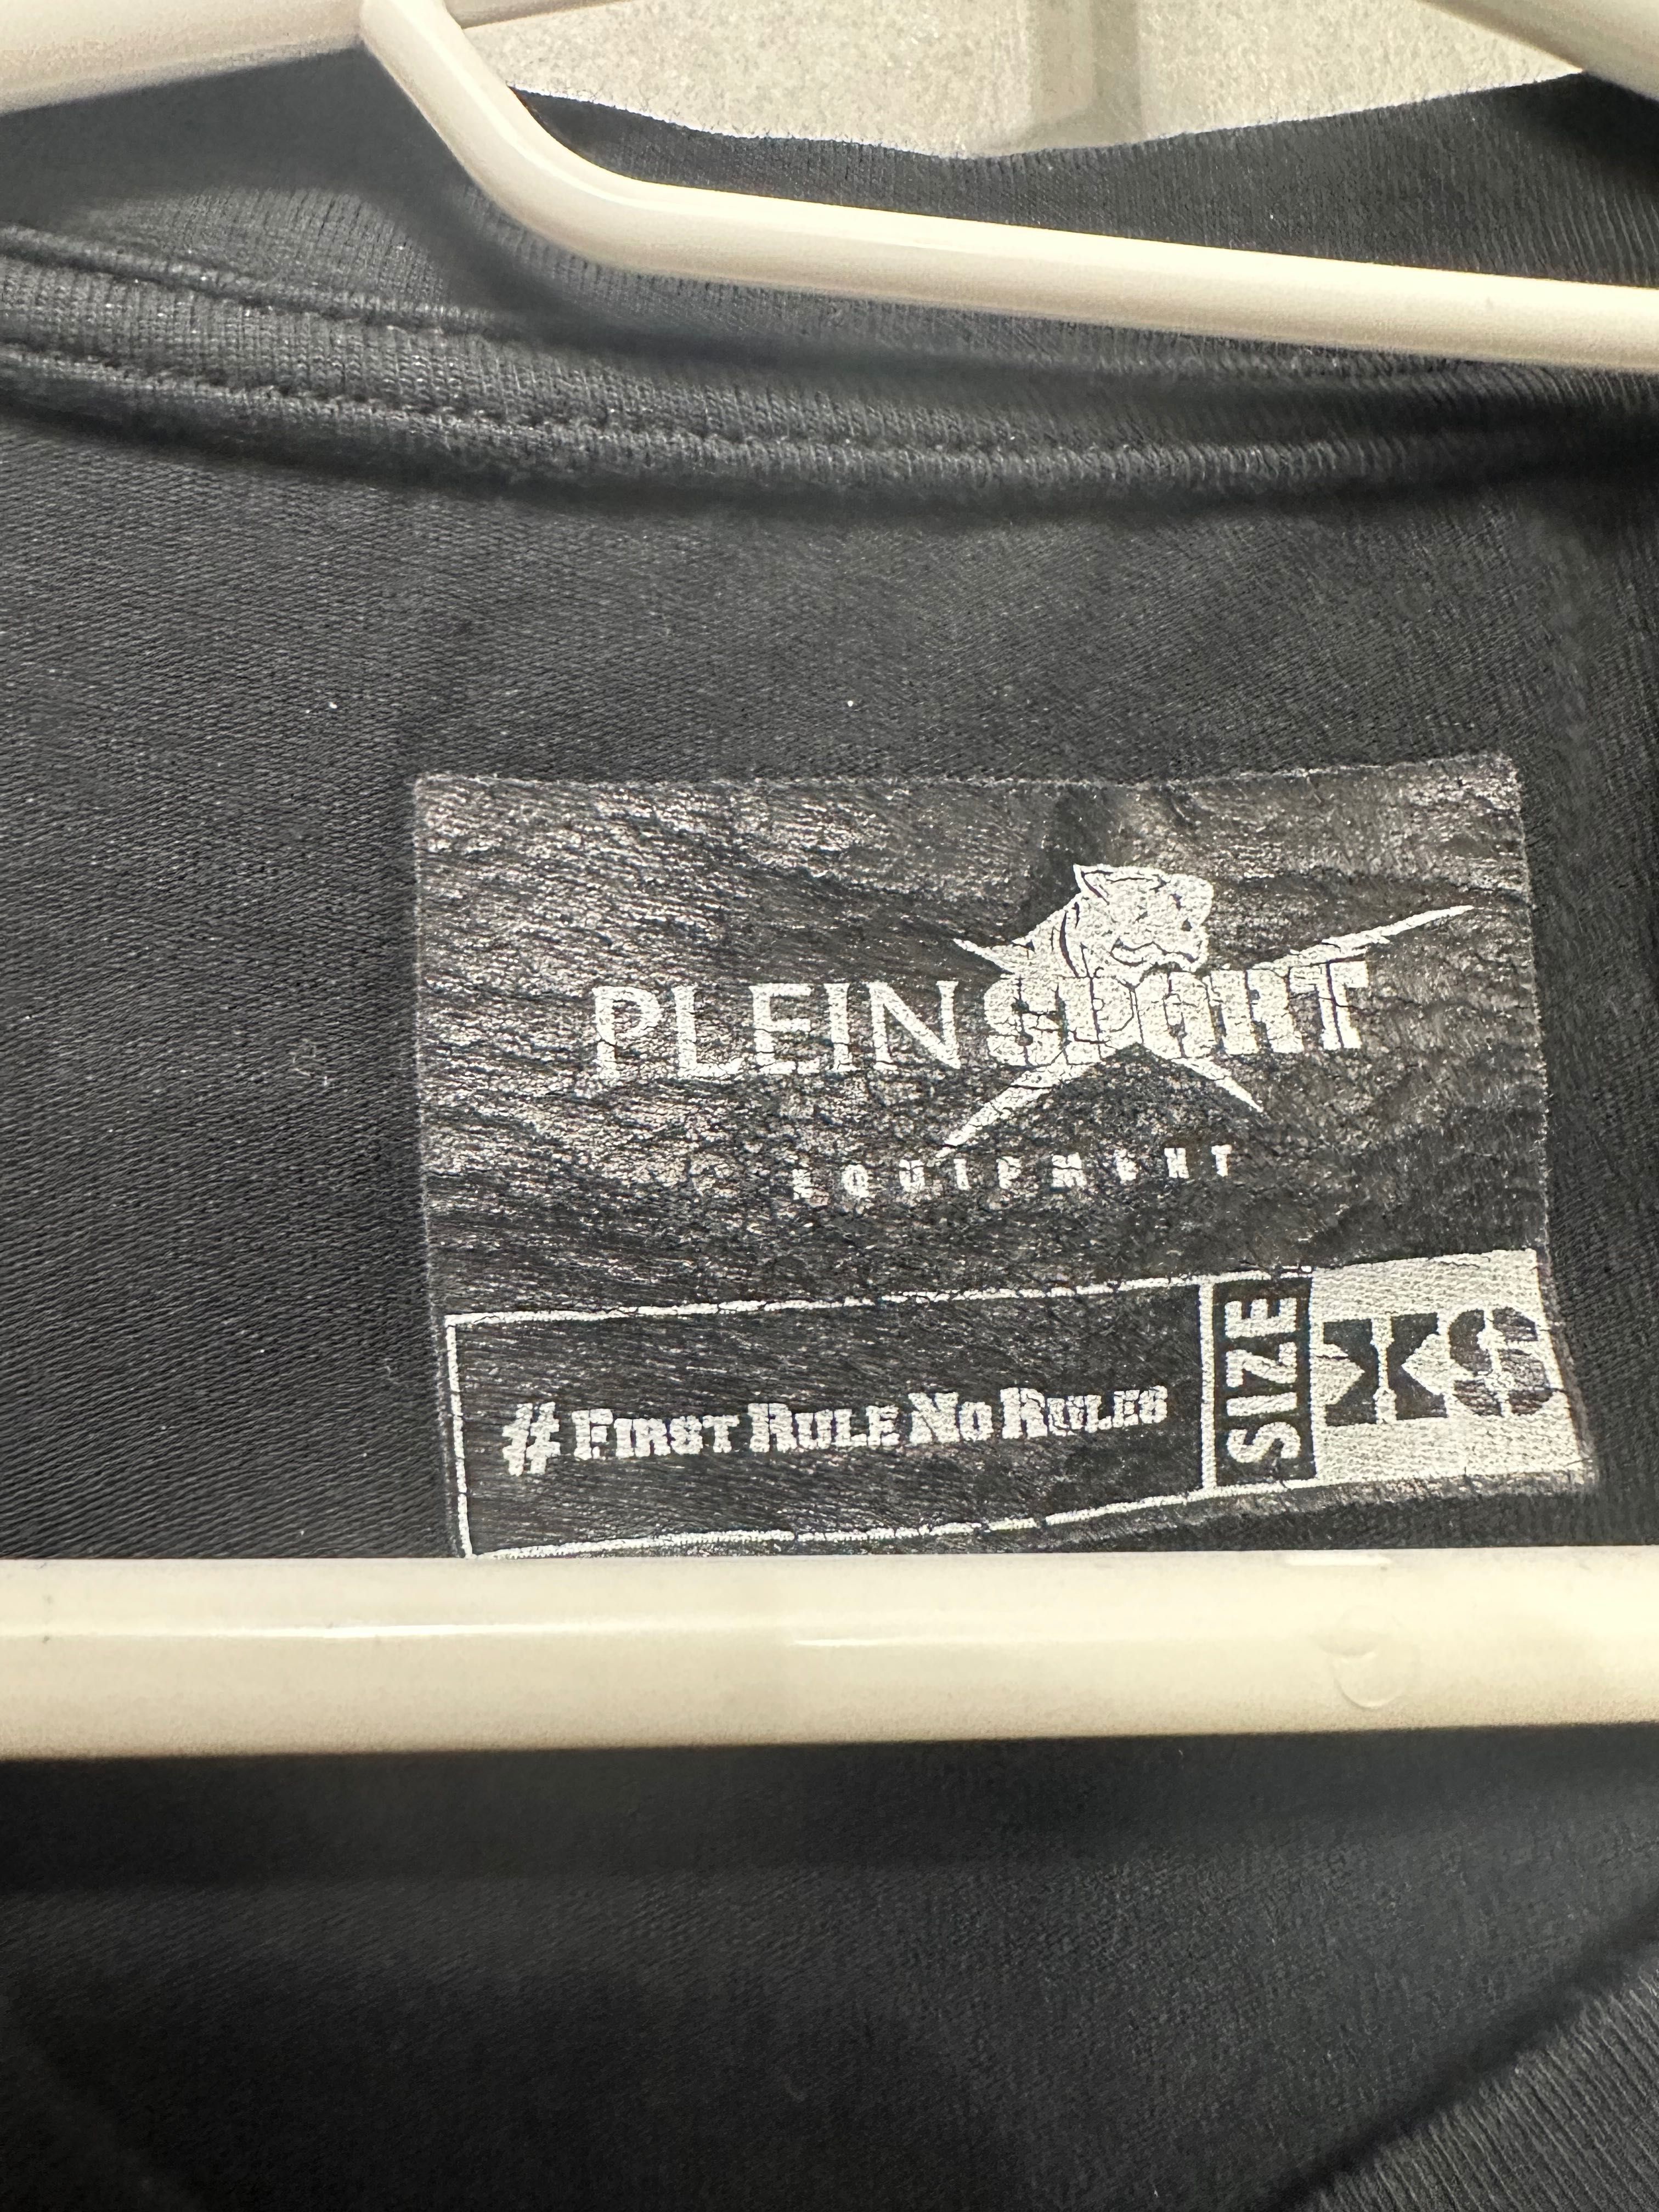 PLEIN SPORT
EQUIPMENT
#FIRST RULE NO RULES
SIZE
XS